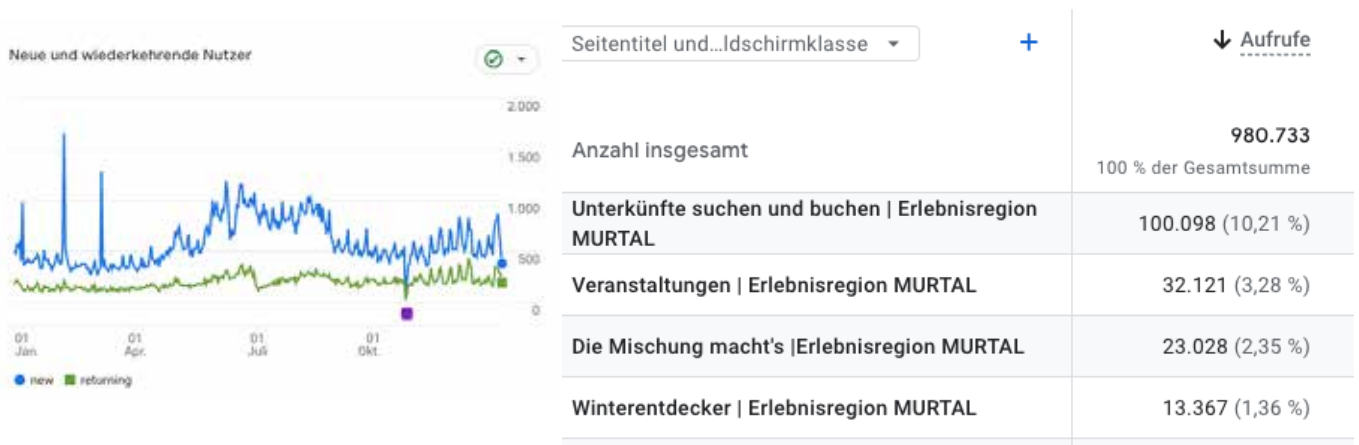 Neue und wiederkehrende Nutzer
2.000
1.500
1.000
500
0
01 01 01 01
Jan. Apr. Juli Okt.
new returning
Seitentitel und...ldschirmklasse
+
Aufrufe
Anzahl insgesamt
980.733
100 % der Gesamtsumme
Unterkünfte suchen und buchen | Erlebnisregion
MURTAL
100.098 (10,21 %)
Veranstaltungen | Erlebnisregion MURTAL
32.121 (3,28 %)
Die Mischung macht's |Erlebnisregion MURTAL
23.028 (2,35 %)
Winterentdecker | Erlebnisregion MURTAL
13.367 (1,36 %)